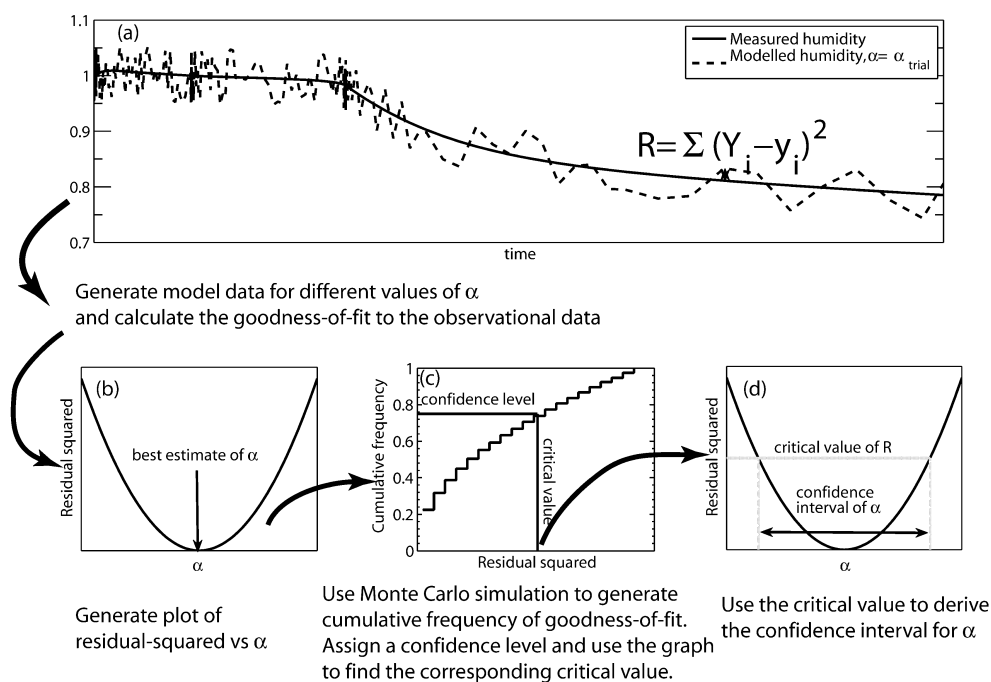 1.1
(a)
Measured humidity
Modelled humidity,α= α trial
1
0.9
R=Σ (Yi−yi)²
0.8
0.7
time
Generate model data for different values of α
and calculate the goodness-of-fit to the observational data
(b)
Residual squared
best estimate of α
α
Generate plot of
residual-squared vs α
(c)
1
confidence level
0.8
0.6
0.4
0.2
0
Cumulative frequency
critical value
Residual squared
Use Monte Carlo simulation to generate
cumulative frequency of goodness-of-fit.
Assign a confidence level and use the graph
to find the corresponding critical value.
(d)
Residual squared
critical value of R
confidence
interval of α
α
Use the critical value to derive
the confidence interval for α